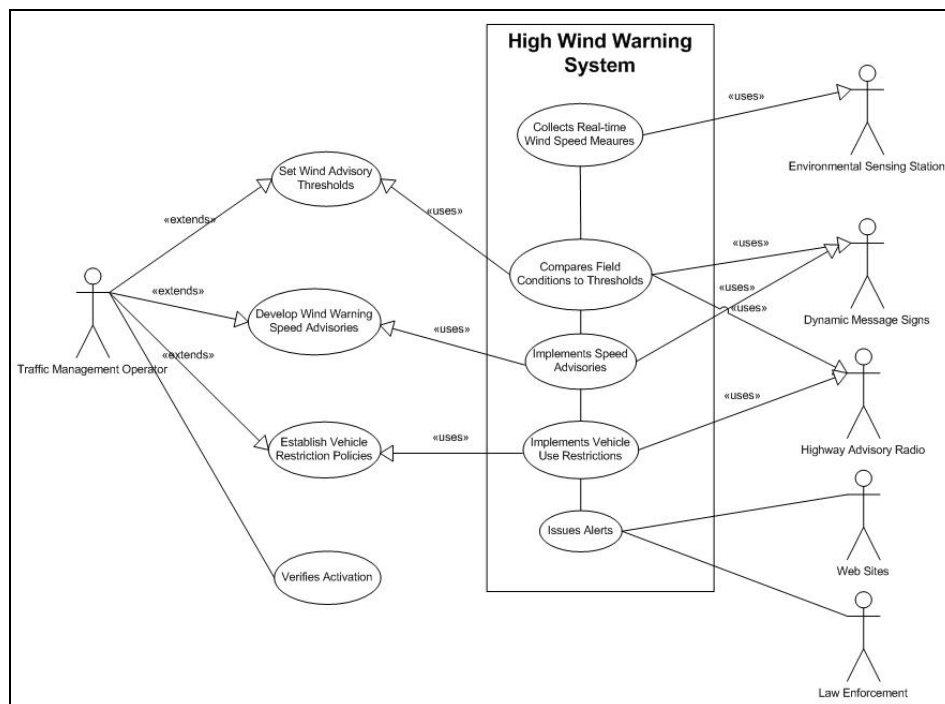 High Wind Warning
System
«uses»
Collects Real-time
Wind Speed Meaures
Environmental Sensing Station
Set Wind Advisory
Thresholds
«extends»
«uses»
«uses»
Compares Field
Conditions to Thresholds
«uses»
«uses»
Dynamic Message Signs
Traffic Management Operator
«extends»
Develop Wind Warning
Speed Advisories
«uses»
Implements Speed
Advisories
«extends»
«uses»
Highway Advisory Radio
Establish Vehicle
Restriction Policies
«uses»
Implements Vehicle
Use Restrictions
Issues Alerts
Web Sites
Verifies Activation
Law Enforcement